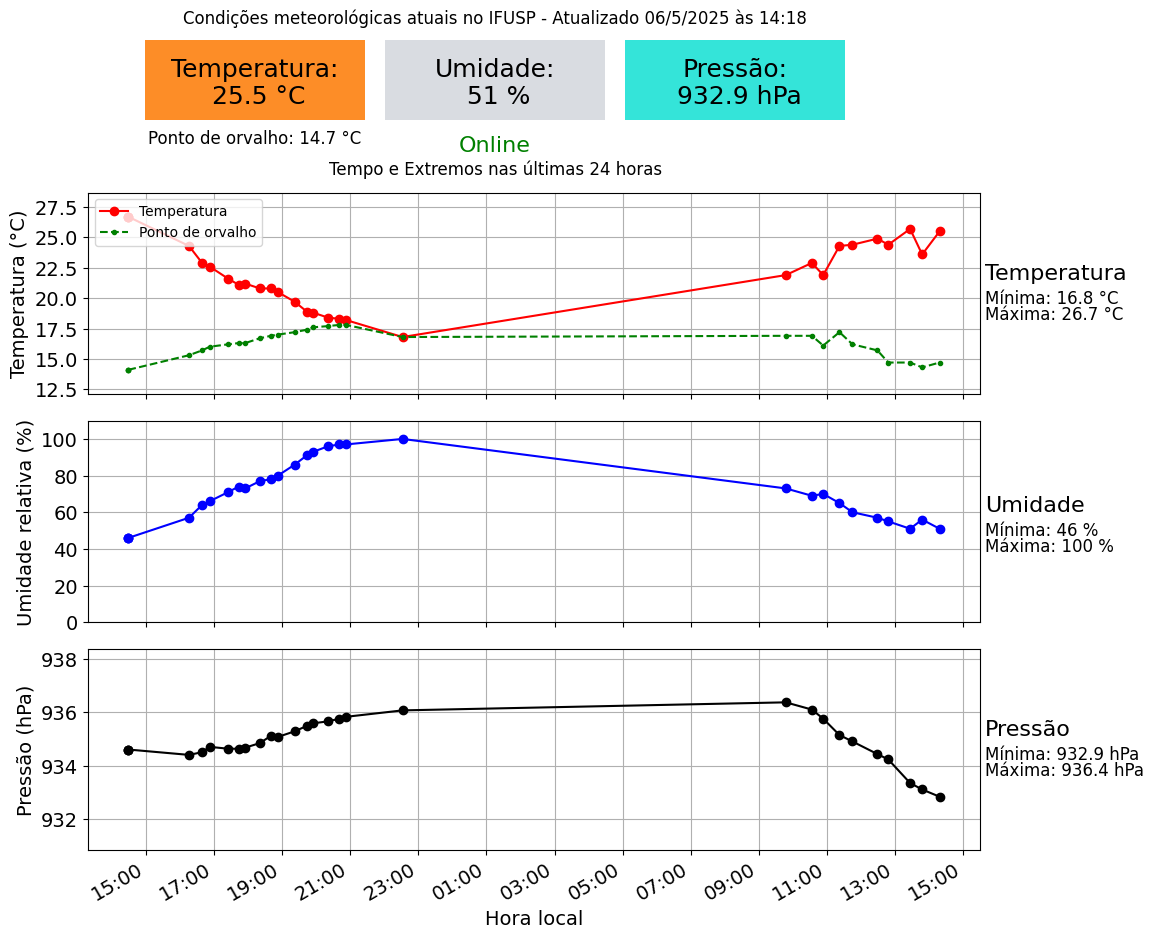 Condições meteorológicas atuais no IFUSP - Atualizado 06/5/2025 às 14:18
Temperatura:
25.5 °C
Umidade:
51 %
Pressão:
932.9 hPa
Ponto de orvalho: 14.7 °C
Online
Tempo e Extremos nas últimas 24 horas
Temperatura (°C)
27.5
25.0
22.5
20.0
17.5
15.0
12.5
Temperatura
Ponto de orvalho
Temperatura
Mínima: 16.8 °C
Máxima: 26.7 °C
Umidade relativa (%)
100
80
60
40
20
0
Umidade
Mínima: 46 %
Máxima: 100 %
Pressão (hPa)
938
936
934
932
Pressão
Mínima: 932.9 hPa
Máxima: 936.4 hPa
15:00 17:00 19:00 21:00 23:00 01:00 03:00 05:00 07:00 09:00 11:00 13:00 15:00
Hora local